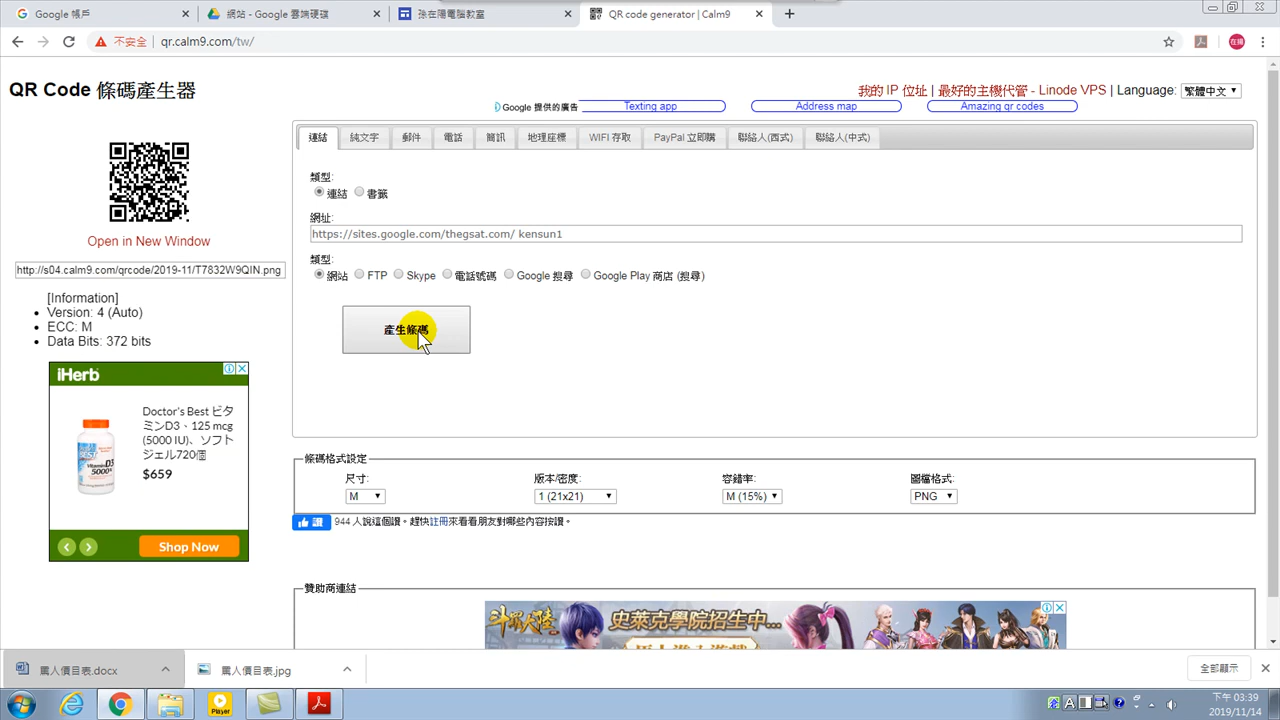 Google 帳戶
網站 - Google 雲端硬碟
孫在陽電腦教室
QR code generator | Calm9
不安全 | qr.calm9.com/tw/
在陽
QR Code 條碼產生器
我的 IP 位址 | 最好的主機代管 - Linode VPS | Language: 繁體中文
Google 提供的廣告
Texting app
Address map
Amazing qr codes
連結
純文字
郵件
電話
簡訊
地理座標
WIFI 存取
PayPal 立即購
聯絡人(西式)
聯絡人(中式)
類型:
連結 書籤
網址:
https://sites.google.com/thegsat.com/ kensun1
類型:
網站 FTP Skype 電話號碼 Google 搜尋 Google Play 商店 (搜尋)
產生條碼
Open in New Window
http://s04.calm9.com/qrcode/2019-11/T7832W9QIN.png
[Information]
Version: 4 (Auto)
ECC: M
Data Bits: 372 bits
iHerb
Doctor's Best ビタ
ミンD3、125 mcg
(5000 IU)、ソフト
ジェル720個
$659
Shop Now
條碼格式設定
尺寸:
版本/密度:
容錯率:
圖檔格式:
M
1 (21x21)
M (15%)
PNG
讚
944 人說這個讚。趕快註冊來看看朋友對哪些內容按讚。
贊助商連結
斗羅大陸
史萊克學院招生中...
罵人價目表.docx
罵人價目表.jpg
全部顯示
Player
下午 03:39
2019/11/14